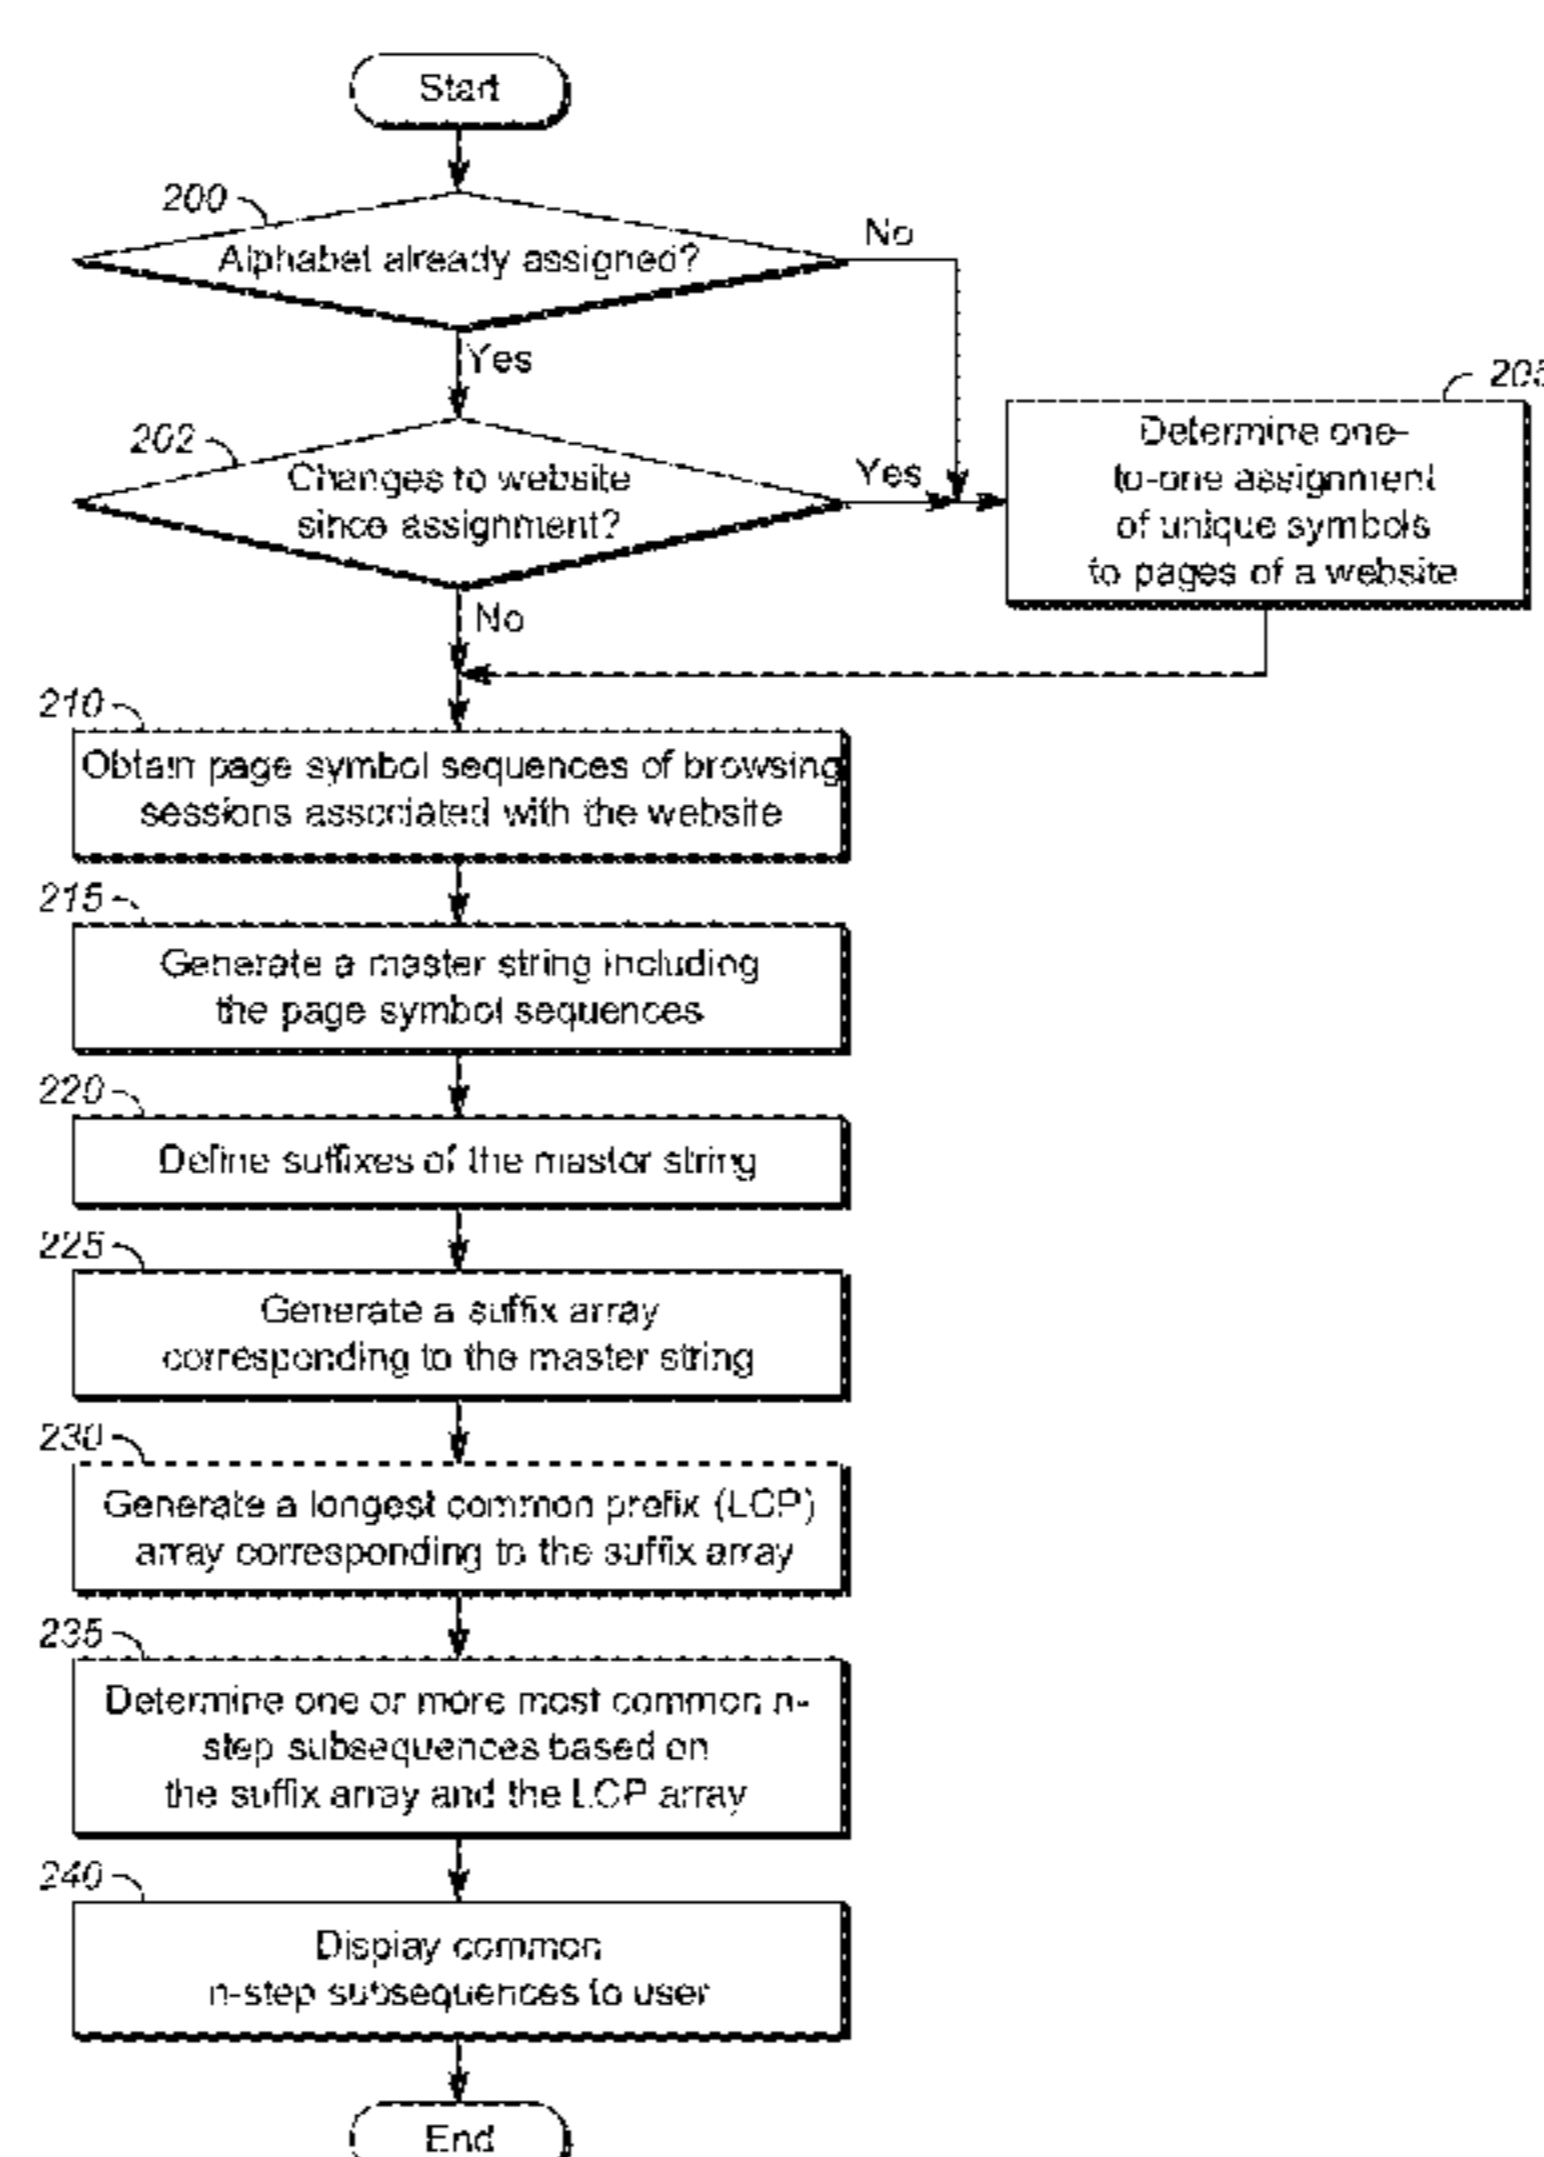 Start
200
Alphabet already assigned?
No
Yes
202
Changes to website
since assignment?
Yes
No
Determine one-
to-one assignment
of unique symbols
to pages of a website
210
Obtain page symbol sequences of browsing
sessions associated with the website
215
Generate a master string including
the page symbol sequences
220
Define suffixes of the master string
225
Generate a suffix array
corresponding to the master string
230
Generate a longest common prefix (LCP)
array corresponding to the suffix array
235
Determine one or more most common n-
step subsequences based on
the suffix array and the LCP array
240
Display common
n-step subsequences to user
End